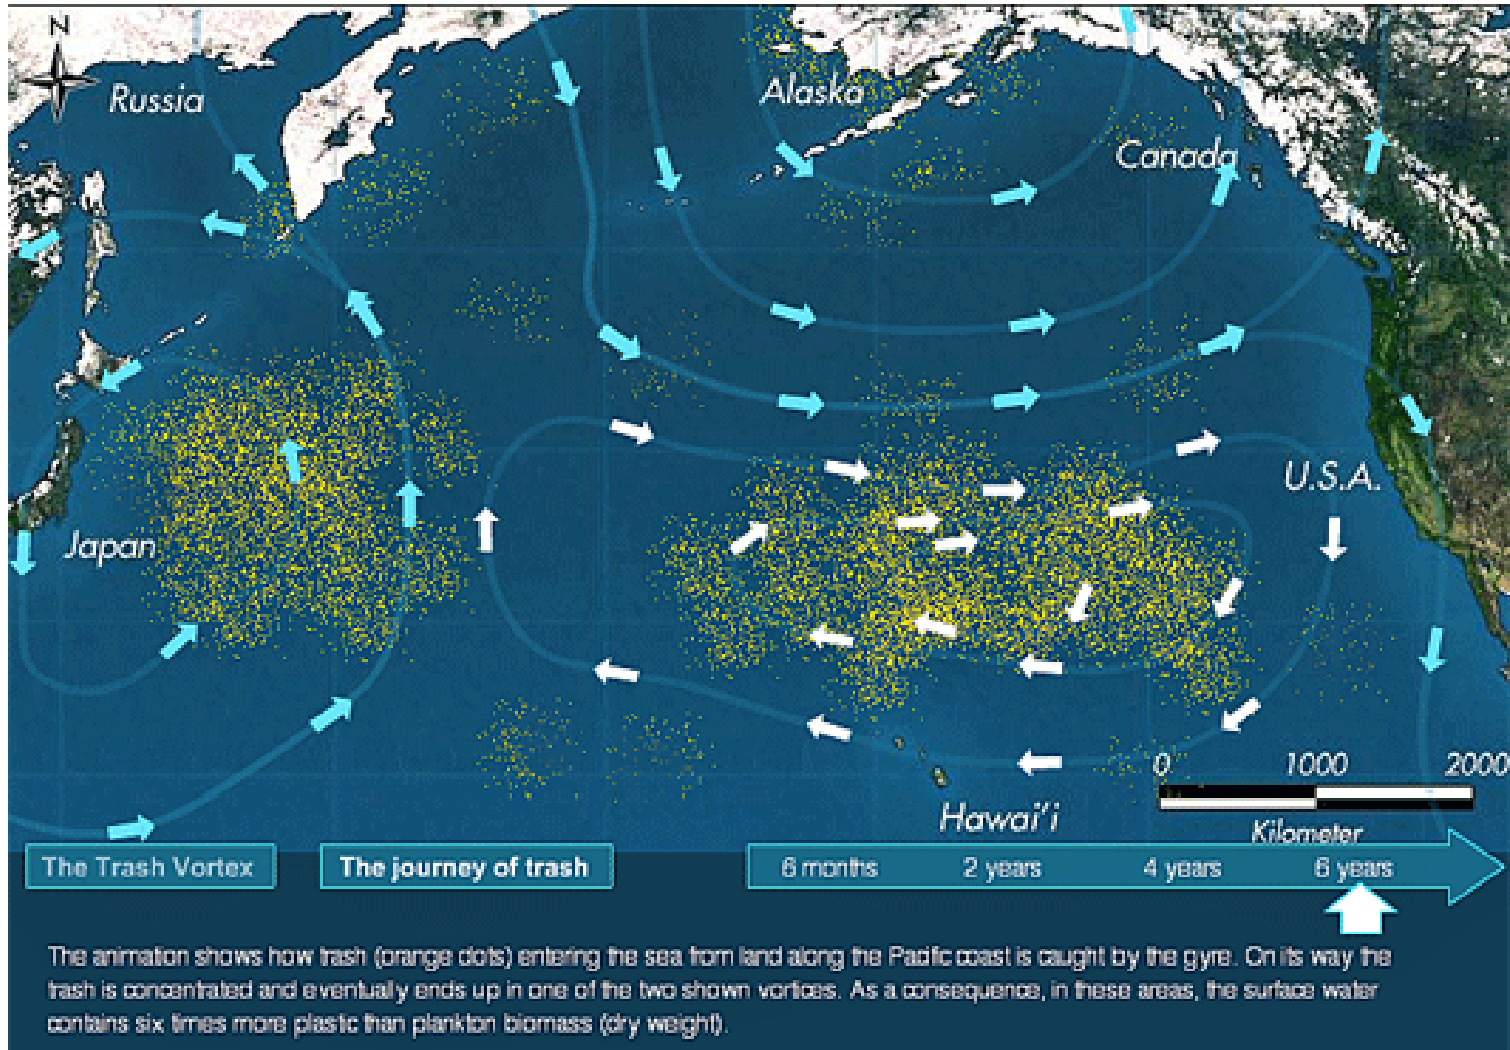 N
Russia
Alaska
Canada
U.S.A.
Japan
0 1000 2000
Hawai'i
Kilometer
The Trash Vortex
The journey of trash
6 months 2 years 4 years 6 years
The animation shows how trash (orange dots) entering the sea from land along the Pacific coast is caught by the gyre. On its way the
trash is concentrated and eventually ends up in one of the two shown vortices. As a consequence, in these areas, the surface water
contains six times more plastic than plankton biomass (dry weight).